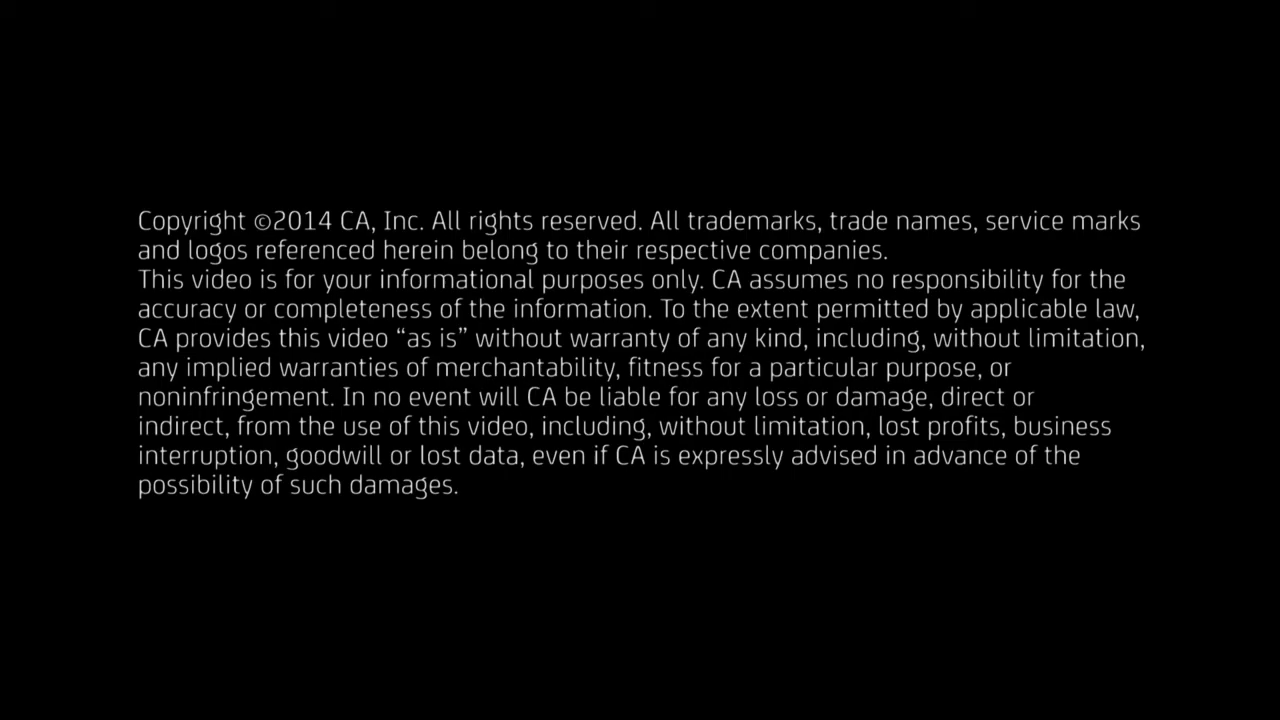 Copyright ©2014 CA, Inc. All rights reserved. All trademarks, trade names, service marks
and logos referenced herein belong to their respective companies.
This video is for your informational purposes only. CA assumes no responsibility for the
accuracy or completeness of the information. To the extent permitted by applicable law,
CA provides this video “as is” without warranty of any kind, including, without limitation,
any implied warranties of merchantability, fitness for a particular purpose, or
noninfringement. In no event will CA be liable for any loss or damage, direct or
indirect, from the use of this video, including, without limitation, lost profits, business
interruption, goodwill or lost data, even if CA is expressly advised in advance of the
possibility of such damages.